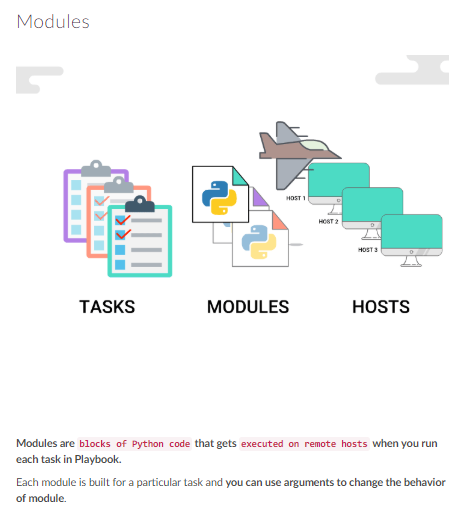 Modules
HOST 1
HOST 2
HOST 3
TASKS MODULES HOSTS
Modules are blocks of Python code that gets executed on remote hosts when you run
each task in Playbook.
Each module is built for a particular task and you can use arguments to change the behavior
of module.